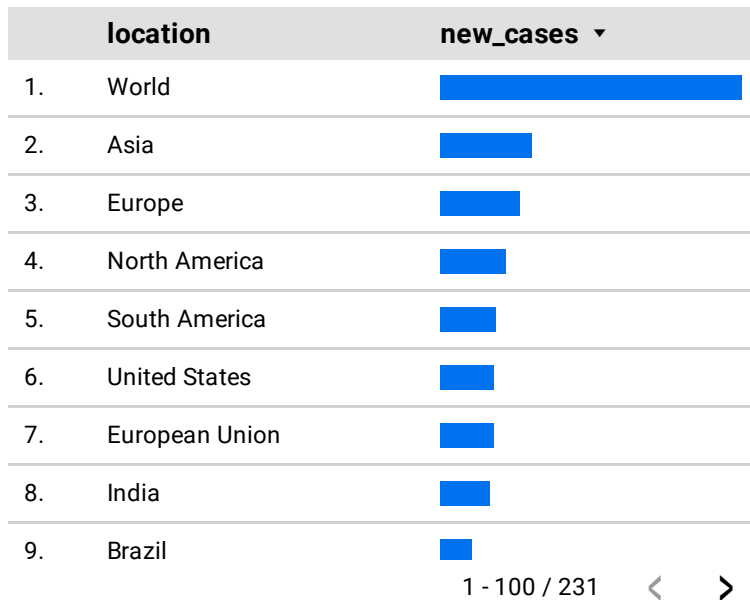 location new_cases
1. World
2. Asia
3. Europe
4. North America
5. South America
6. United States
7. European Union
8. India
9. Brazil
1 - 100 / 231